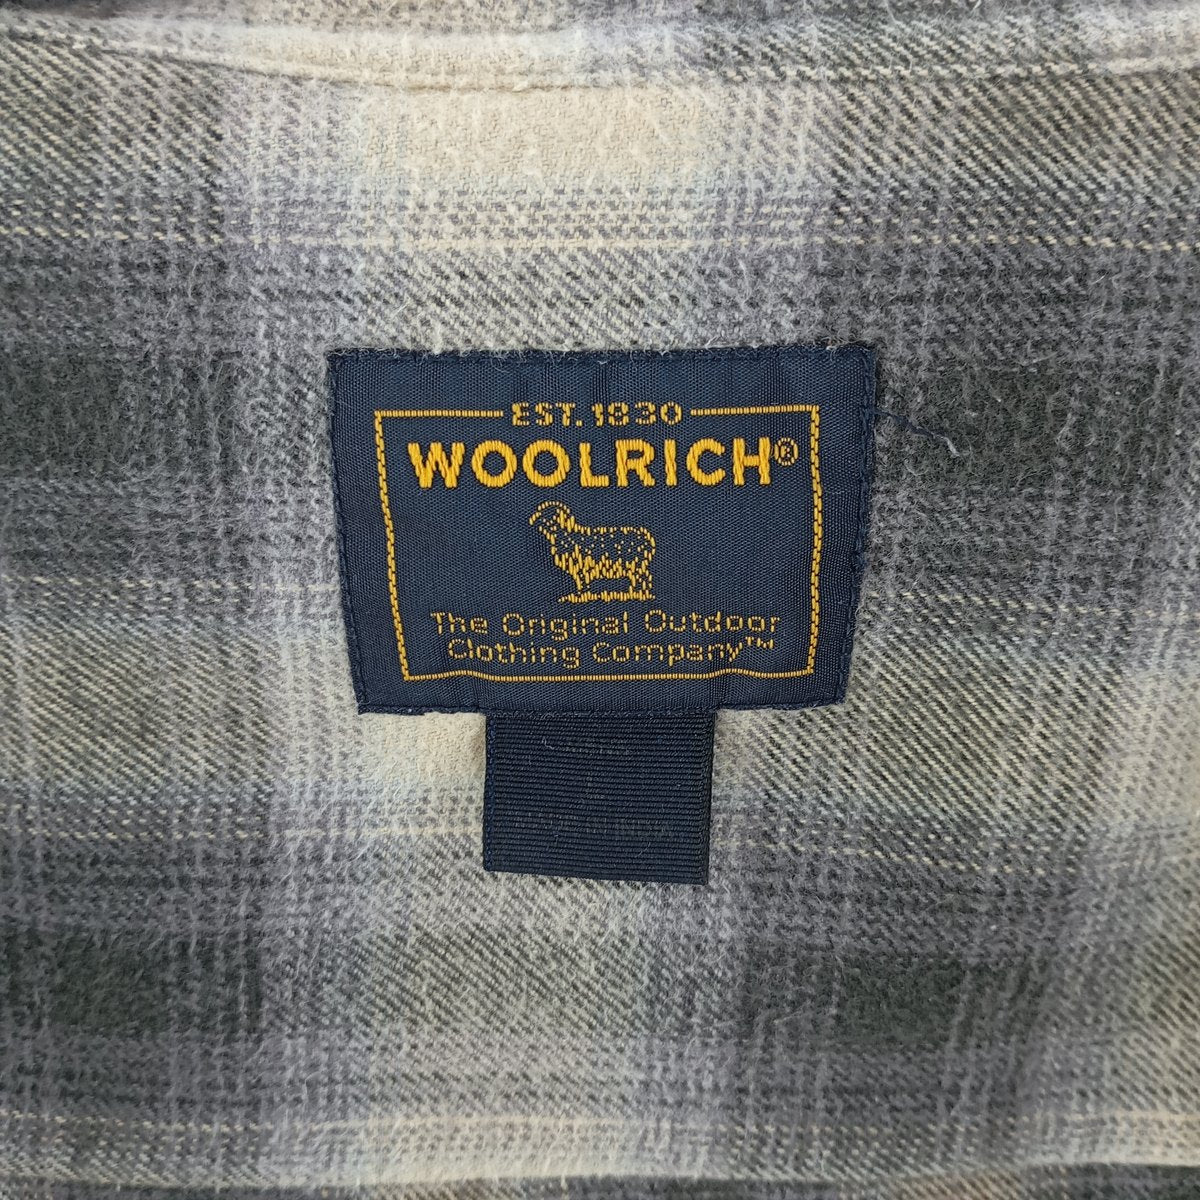 EST. 1830
WOOLRICH®
The Original Outdoor
Clothing Company™